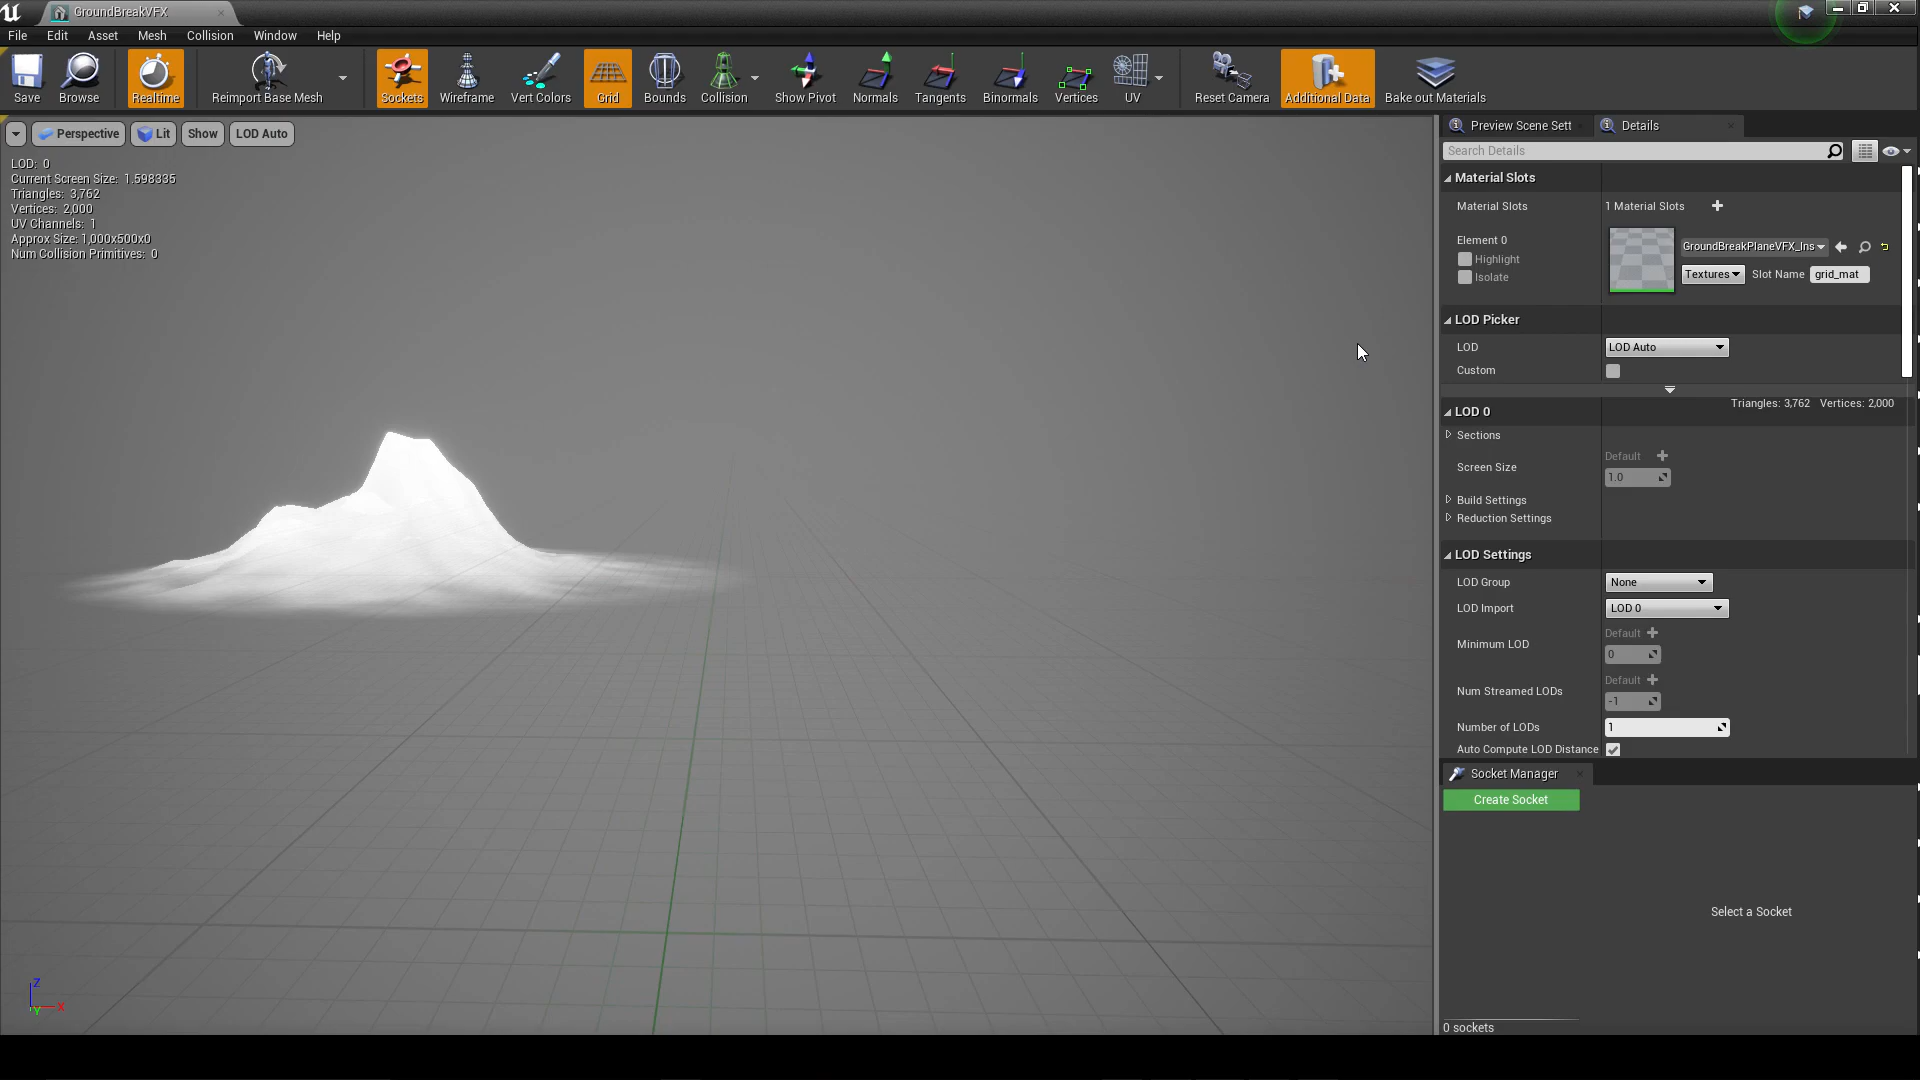 GroundBreakVFX
File Edit Asset Mesh Collision Window Help
Save Browse Realtime Reimport Base Mesh Sockets Wireframe Vert Colors Grid Bounds Collision Show Pivot Normals Tangents Binormals Vertices UV Reset Camera Additional Data Bake out Materials
Perspective Lit Show LOD Auto
LOD: 0
Current Screen Size: 1.598335
Triangles: 3,762
Vertices: 2,000
UV Channels: 1
Approx Size: 1,000x500x0
Num Collision Primitives: 0
Z
X
Y
Preview Scene Sett Details
Search Details
Material Slots
Material Slots 1 Material Slots
Element 0
Highlight
Isolate
GroundBreakPlaneVFX_Ins
Textures Slot Name grid_mat
LOD Picker
LOD LOD Auto
Custom
LOD 0 Triangles: 3,762 Vertices: 2,000
Sections
Default
Screen Size
1.0
Build Settings
Reduction Settings
LOD Settings
LOD Group None
LOD Import LOD 0
Default
Minimum LOD
0
Default
Num Streamed LODs
-1
Number of LODs 1
Auto Compute LOD Distance
Socket Manager
Create Socket
Select a Socket
0 sockets